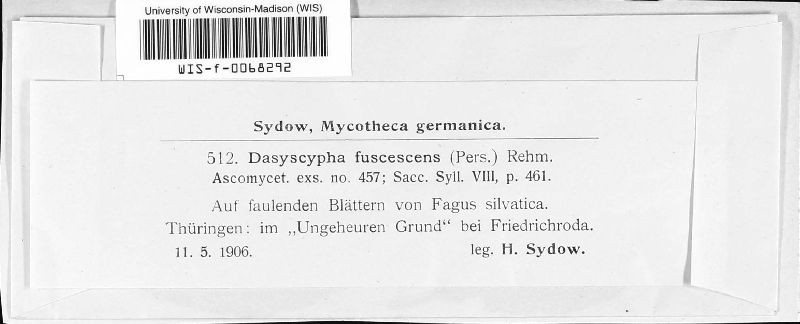 University of Wisconsin-Madison (WIS)
WIS-f-0068292
Sydow, Mycotheca germanica.
512. Dasyscypha fuscescens (Pers.) Rehm.
Ascomycet. exs. no. 457; Sacc. Syll. VIII, p. 461.
Auf faulenden Blättern von Fagus silvatica.
Thüringen: im „Ungeheuren Grund“ bei Friedrichroda.
11. 5. 1906. leg. H. Sydow.